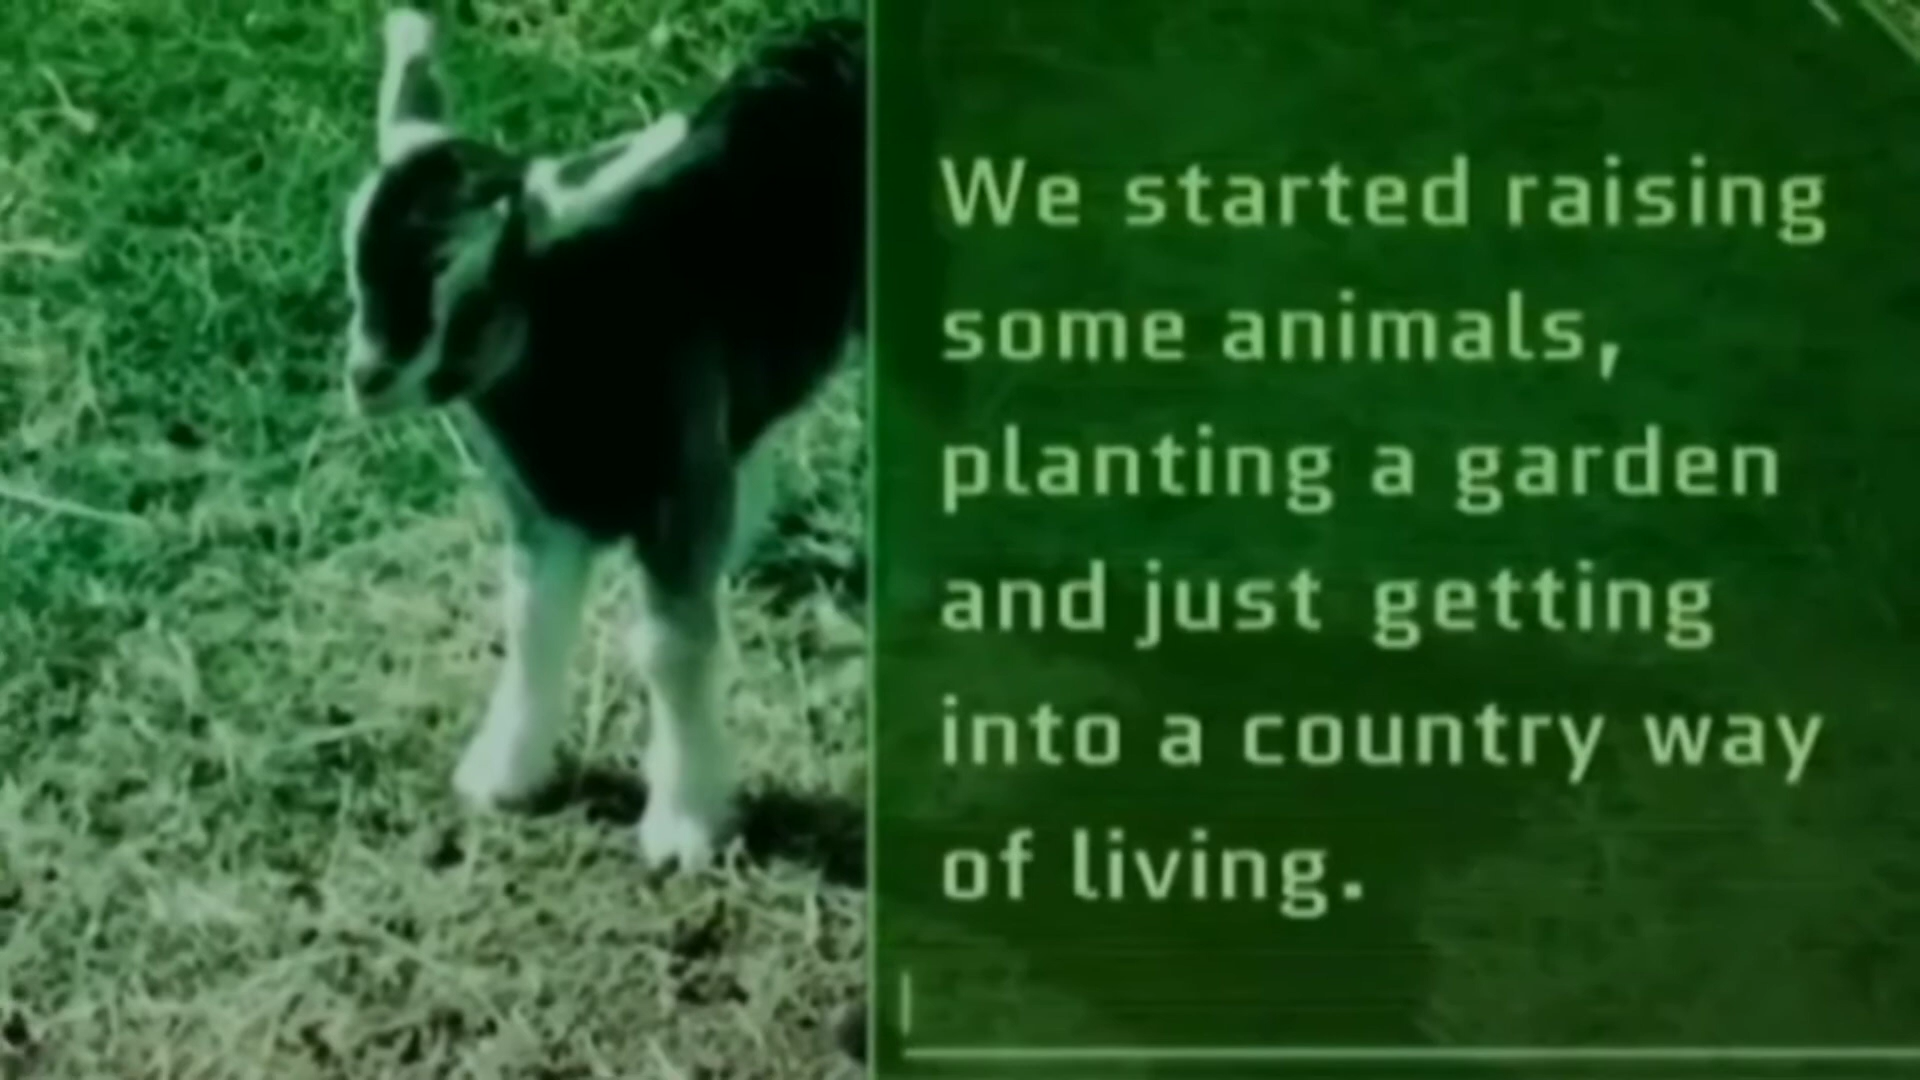 We started raising
some animals,
planting a garden
and just getting
into a country way
of living.